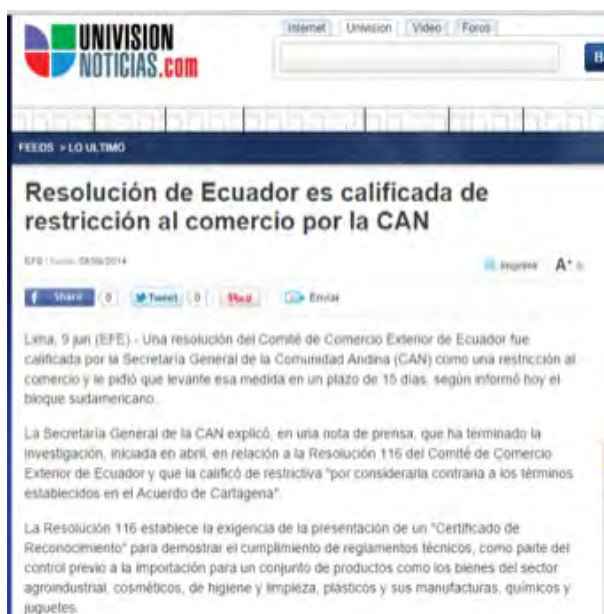 UNIVISION
NOTICIAS.com
Internet Univision Video Foros
B
FEEDS > LO ULTIMO
Resolución de Ecuador es calificada de
restricción al comercio por la CAN
EFE
Imprimir A+
Share 0 Tweet 0 Enviar
Lima, 9 jun (EFE).- Una resolución del Comité de Comercio Exterior de Ecuador fue
calificada por la Secretaría General de la Comunidad Andina (CAN) como una restricción al
comercio y le pidió que levante esa medida en un plazo de 15 días, según informó hoy el
bloque sudamericano.
La Secretaría General de la CAN explicó, en una nota de prensa, que ha terminado la
investigación, iniciada en abril, en relación a la Resolución 116 del Comité de Comercio
Exterior de Ecuador y que la calificó de restrictiva "por considerarla contraria a los términos
establecidos en el Acuerdo de Cartagena".
La Resolución 116 establece la exigencia de la presentación de un "Certificado de
Reconocimiento" para demostrar el cumplimiento de reglamentos técnicos, como parte del
control previo a la importación para un conjunto de productos como los bienes del sector
agroindustrial, cosméticos, de higiene y limpieza, plásticos y sus manufacturas, químicos y
juguetes.